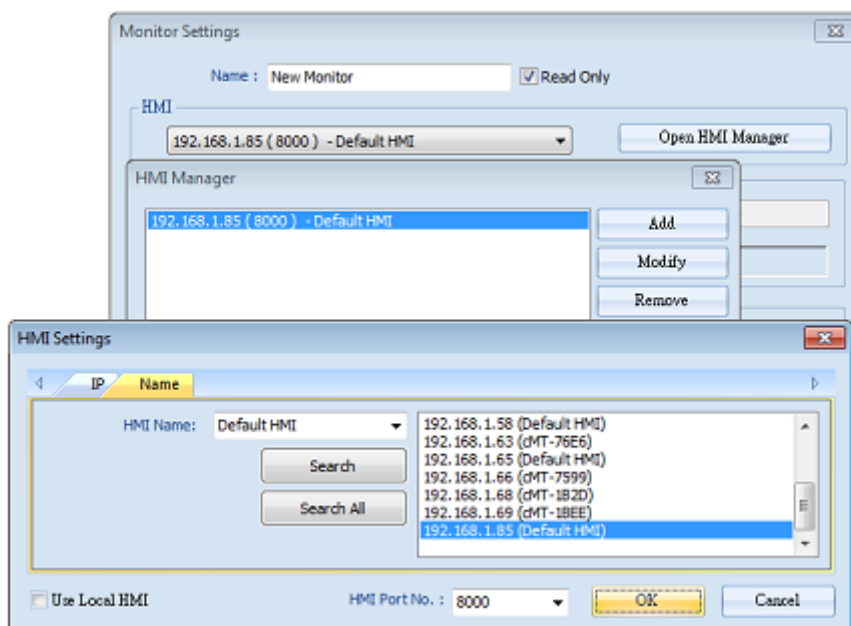 Monitor Settings
Name : New Monitor Read Only
HMI
192.168.1.85 ( 8000 ) - Default HMI Open HMI Manager
HMI Manager
192.168.1.85 ( 8000 ) - Default HMI
Add
Modify
Remove
HMI Settings
IP Name
HMI Name: Default HMI
Search
Search All
192.168.1.58 (Default HMI)
192.168.1.63 (cMT-76E6)
192.168.1.65 (Default HMI)
192.168.1.66 (cMT-7599)
192.168.1.68 (cMT-1B2D)
192.168.1.69 (cMT-1BEE)
192.168.1.85 (Default HMI)
Use Local HMI HMI Port No. : 8000 OK Cancel